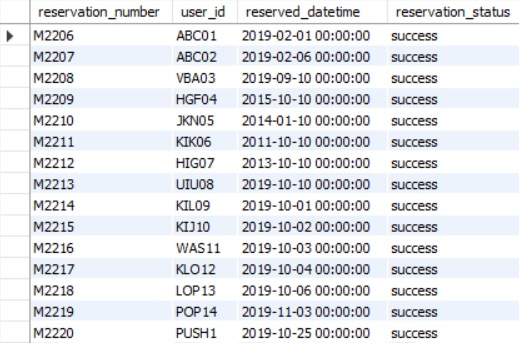 reservation_number user_id reserved_datetime reservation_status
M2206 ABC01 2019-02-01 00:00:00 success
M2207 ABC02 2019-02-06 00:00:00 success
M2208 VBA03 2019-09-10 00:00:00 success
M2209 HGF04 2015-10-10 00:00:00 success
M2210 JKN05 2014-01-10 00:00:00 success
M2211 KIK06 2011-10-10 00:00:00 success
M2212 HIG07 2013-10-10 00:00:00 success
M2213 UIU08 2019-10-10 00:00:00 success
M2214 KIL09 2019-10-01 00:00:00 success
M2215 KIJ10 2019-10-02 00:00:00 success
M2216 WAS11 2019-10-03 00:00:00 success
M2217 KLO12 2019-10-04 00:00:00 success
M2218 LOP13 2019-10-06 00:00:00 success
M2219 POP14 2019-11-03 00:00:00 success
M2220 PUSH1 2019-10-25 00:00:00 success